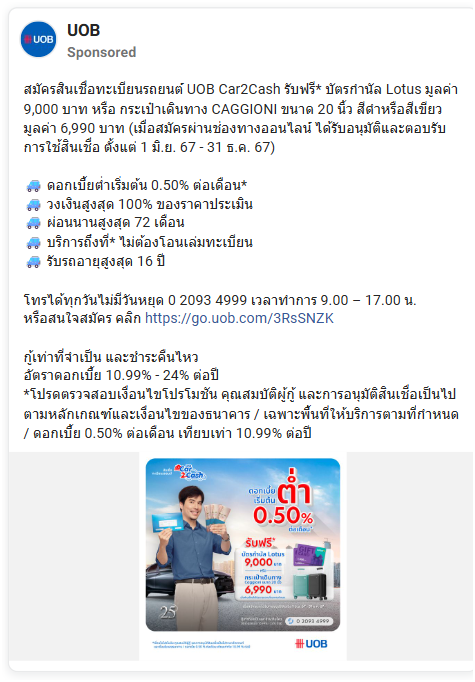 UOB
UOB
Sponsored
สมัครสินเชื่อทะเบียนรถยนต์ UOB Car2Cash รับฟรี* บัตรกำนัล Lotus มูลค่า
9,000 บาท หรือ กระเป๋าเดินทาง CAGGIONI ขนาด 20 นิ้ว สีดำหรือสีเขียว
มูลค่า 6,990 บาท (เมื่อสมัครผ่านช่องทางออนไลน์ ได้รับอนุมัติและตอบรับ
การใช้สินเชื่อ ตั้งแต่ 1 มิ.ย. 67 - 31 ธ.ค. 67)
ดอกเบี้ยต่ำเริ่มต้น 0.50% ต่อเดือน*
วงเงินสูงสุด 100% ของราคาประเมิน
ผ่อนนานสูงสุด 72 เดือน
บริการถึงที่* ไม่ต้องโอนเล่มทะเบียน
รับรถอายุสูงสุด 16 ปี
โทรได้ทุกวันไม่มีวันหยุด 0 2093 4999 เวลาทำการ 9.00 – 17.00 น.
หรือสนใจสมัคร คลิก https://go.uob.com/3RsSNZK
กู้เท่าที่จำเป็น และชำระคืนไหว
อัตราดอกเบี้ย 10.99% - 24% ต่อปี
*โปรดตรวจสอบเงื่อนไขโปรโมชัน คุณสมบัติผู้กู้ และการอนุมัติสินเชื่อเป็นไป
ตามหลักเกณฑ์และเงื่อนไขของธนาคาร / เฉพาะพื้นที่ให้บริการตามที่กำหนด
/ ดอกเบี้ย 0.50% ต่อเดือน เทียบเท่า 10.99% ต่อปี
Car
2Cash
ดอกเบี้ย
เริ่มต้น
ต่ำ
0.50%
ต่อเดือน*
รับฟรี*
บัตรกำนัล Lotus
9,000 บาท
หรือ
กระเป๋าเดินทาง
6,990 บาท
0 2093 4999
25
UOB